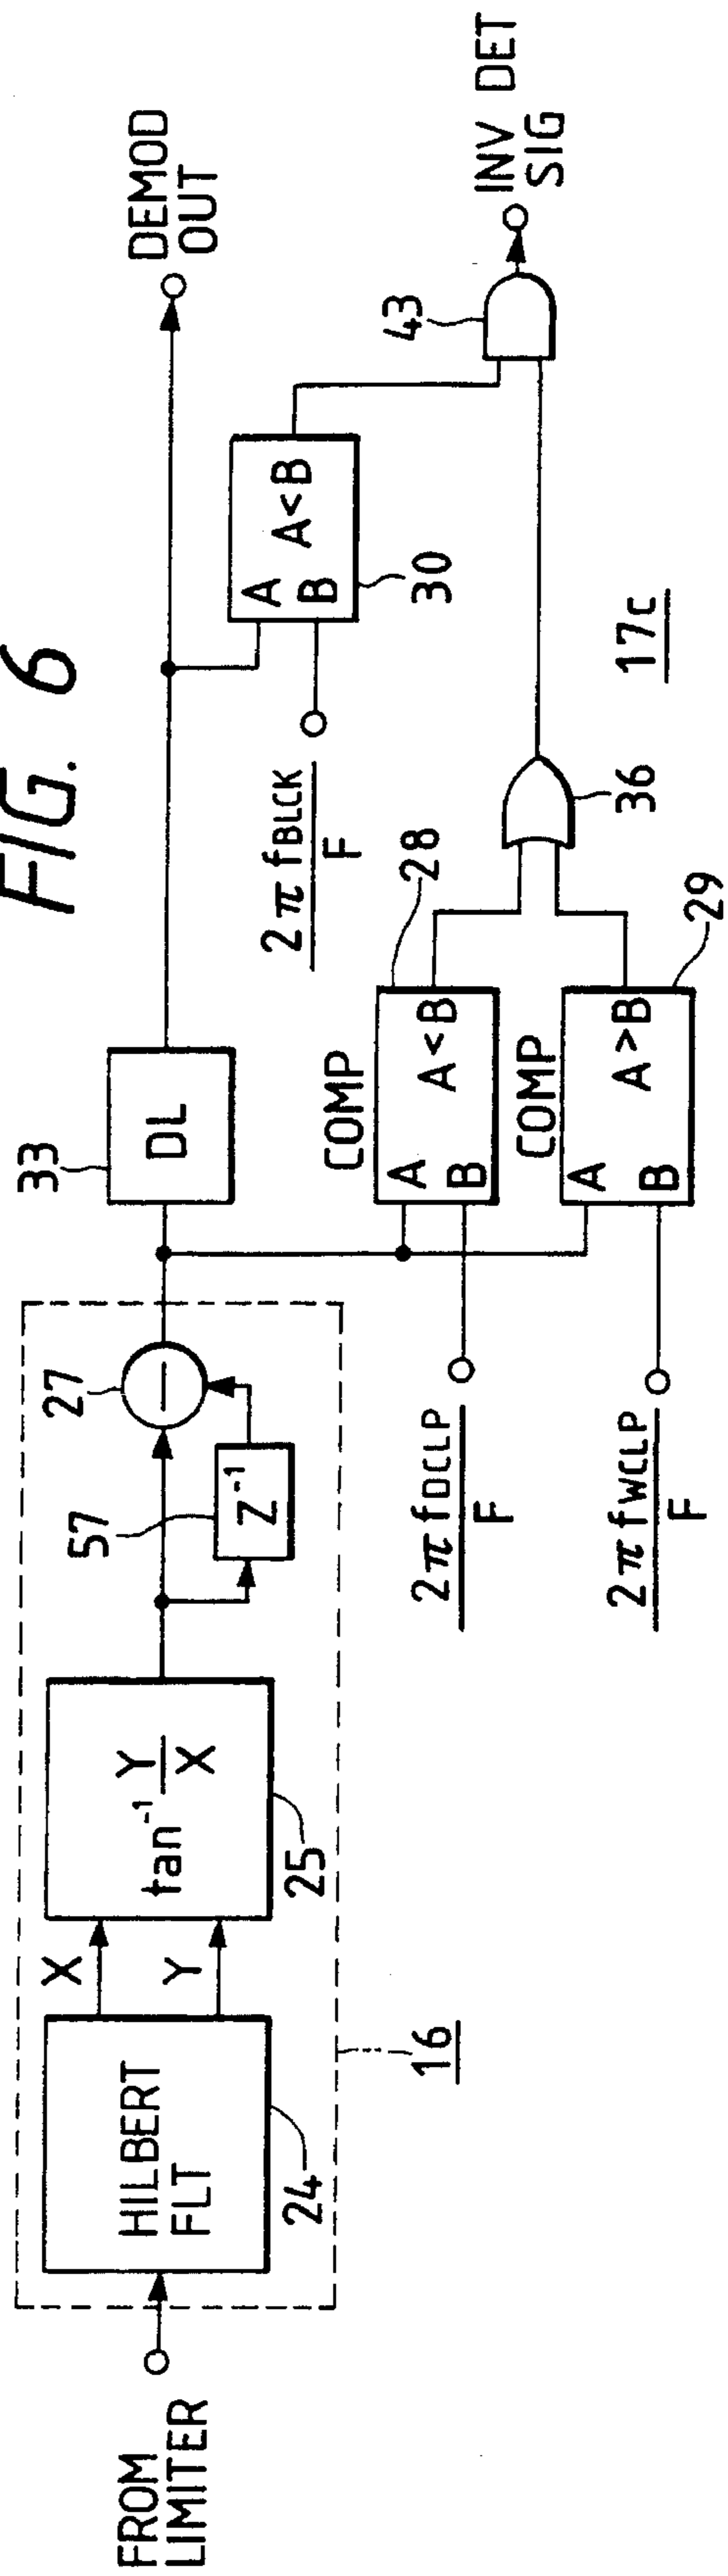 FIG. 6
FROM
LIMITER
HILBERT
FLT
24
X
Y
tan⁻¹ Y/X
25
57
Z⁻¹
27
—
16
33
DL
DEMOD
OUT
2π fBLCK
F
A
B
A<B
30
COMP
28
A
B
A<B
2π fDCLP
F
COMP
29
A
B
A>B
2π fWCLP
F
36
43
INV DET
SIG
17c